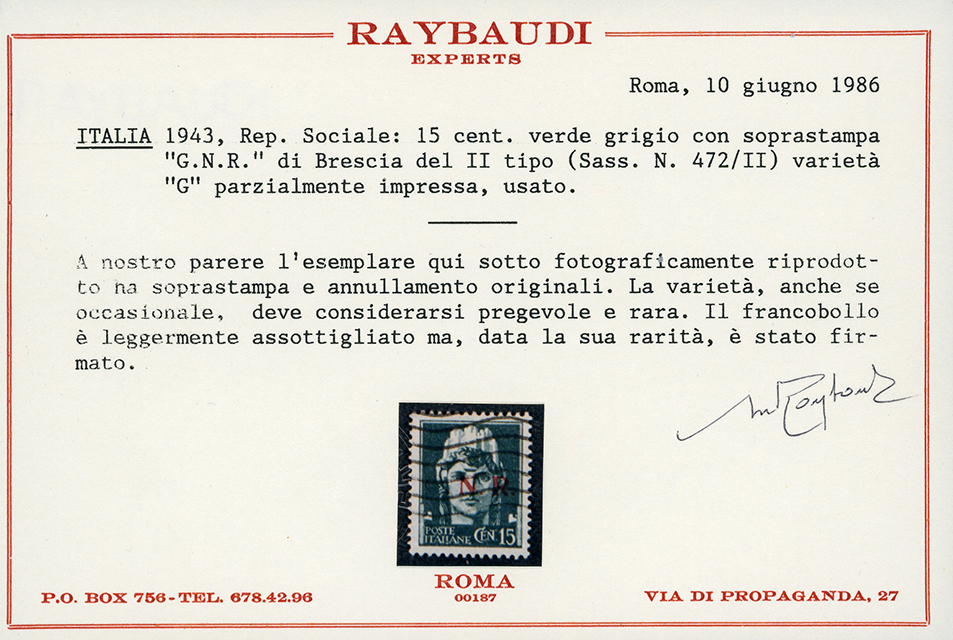 RAYBAUDI
EXPERTS
Roma, 10 giugno 1986
ITALIA 1943, Rep. Sociale: 15 cent. verde grigio con soprastampa
"G.N.R." di Brescia del II tipo (Sass. N. 472/II) varietà
"G" parzialmente impressa, usato.
A nostro parere l'esemplare qui sotto fotograficamente riprodot-
to ha soprastampa e annullamento originali. La varietà, anche se
occasionale, deve considerarsi pregevole e rara. Il francobollo
è leggermente assottigliato ma, data la sua rarità, è stato fir-
mato.
N. R.
POSTE
ITALIANE CEN. 15
ROMA
00187
P.O. BOX 756-TEL. 678.42.96
VIA DI PROPAGANDA, 27